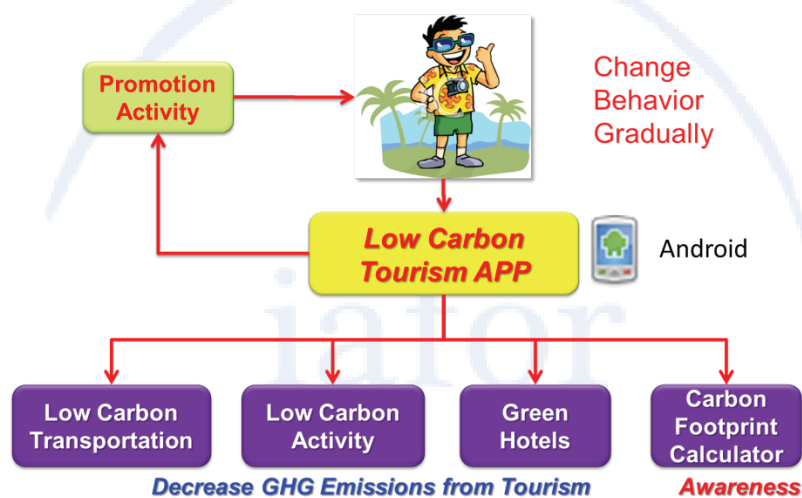 Promotion
Activity
Change
Behavior
Gradually
Low Carbon
Tourism APP
Android
iafor
Low Carbon
Transportation
Low Carbon
Activity
Green
Hotels
Carbon
Footprint
Calculator
Decrease GHG Emissions from Tourism
Awareness